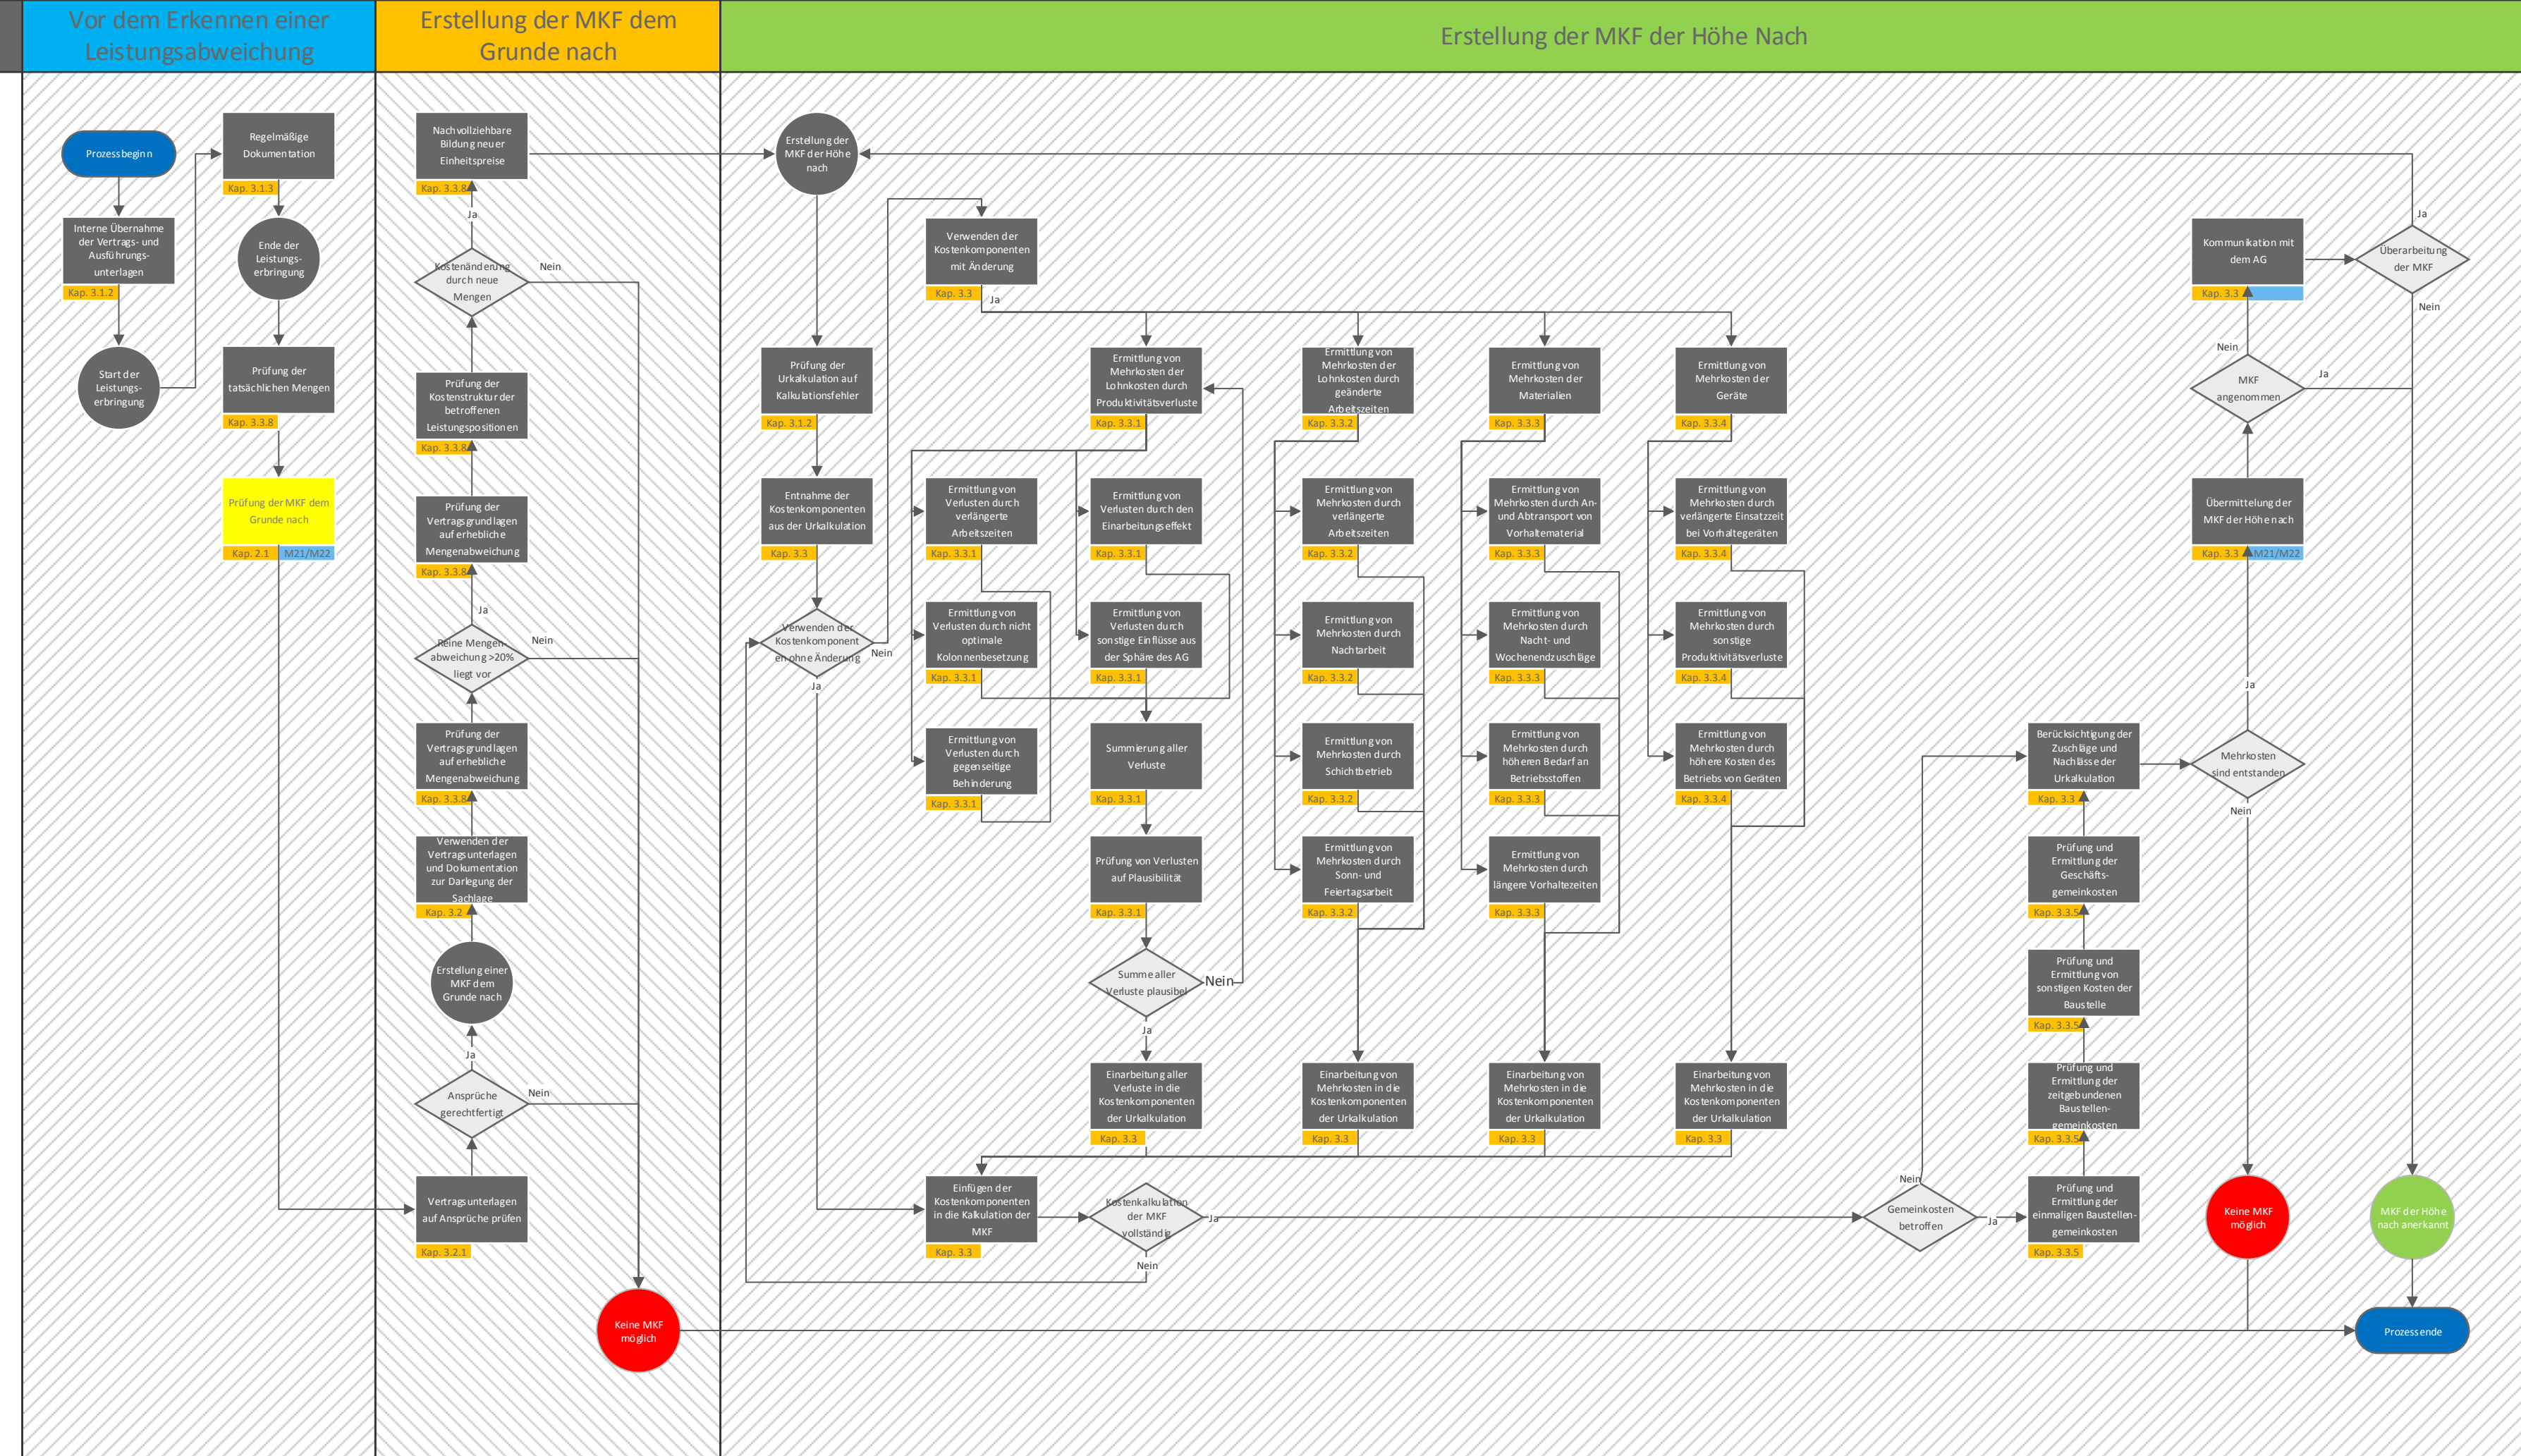 Vor dem Erkennen einer
Leistungsabweichung
Erstellung der MKF dem
Grunde nach
Erstellung der MKF der Höhe Nach
Prozessbeginn
Interne Übernahme
der Vertrags- und
Ausführungs-
unterlagen
Kap. 3.1.2
Start der
Leistungs-
erbringung
Regelmäßige
Dokumentation
Kap. 3.1.3
Ende der
Leistungs-
erbringung
Prüfung der
tatsächlichen Mengen
Kap. 3.3.8
Prüfung der MKF dem
Grunde nach
Kap. 2.1
M21/M22
Nachvollziehbare
Bildung neuer
Einheitspreise
Kap. 3.3.8
Ja
Kostenänderung
durch neue
Mengen
Nein
Prüfung der
Kostenstruktur der
betroffenen
Leistungspositionen
Kap. 3.3.8
Prüfung der
Vertragsgrundlagen
auf erhebliche
Mengenabweichung
Kap. 3.3.8
Ja
Reine Mengen-
abweichung >20%
liegt vor
Nein
Prüfung der
Vertragsgrundlagen
auf erhebliche
Mengenabweichung
Kap. 3.3.8
Verwenden der
Vertragsunterlagen
und Dokumentation
zur Darlegung der
Sachlage
Kap. 3.2
Erstellung einer
MKF dem
Grunde nach
Ja
Ansprüche
gerechtfertigt
Nein
Vertragsunterlagen
auf Ansprüche prüfen
Kap. 3.2.1
Keine MKF
möglich
Erstellung der
MKF der Höhe
nach
Prüfung der
Urkalkulation auf
Kalkulationsfehler
Kap. 3.1.2
Entnahme der
Kostenkomponenten
aus der Urkalkulation
Kap. 3.3
Verwenden der
Kostenkomponent
en ohne Änderung
Nein
Ja
Verwenden der
Kostenkomponenten
mit Änderung
Kap. 3.3
Ja
Ermittlung von
Mehrkosten der
Lohnkosten durch
Produktivitätsverluste
Kap. 3.3.1
Ermittlung von
Verlusten durch
verlängerte
Arbeitszeiten
Kap. 3.3.1
Ermittlung von
Verlusten durch nicht
optimale
Kolonnenbesetzung
Kap. 3.3.1
Ermittlung von
Verlusten durch
gegenseitige
Behinderung
Kap. 3.3.1
Ermittlung von
Verlusten durch den
Einarbeitungseffekt
Kap. 3.3.1
Ermittlung von
Verlusten durch
sonstige Einflüsse aus
der Sphäre des AG
Kap. 3.3.1
Summierung aller
Verluste
Kap. 3.3.1
Prüfung von Verlusten
auf Plausibilität
Kap. 3.3.1
Summe aller
Verluste plausibel
Nein
Ja
Einarbeitung aller
Verluste in die
Kostenkomponenten
der Urkalkulation
Kap. 3.3
Ermittlung von
Mehrkosten der
Lohnkosten durch
geänderte
Arbeitszeiten
Kap. 3.3.2
Ermittlung von
Mehrkosten durch
verlängerte
Arbeitszeiten
Kap. 3.3.2
Ermittlung von
Mehrkosten durch
Nachtarbeit
Kap. 3.3.2
Ermittlung von
Mehrkosten durch
Schichtbetrieb
Kap. 3.3.2
Ermittlung von
Mehrkosten durch
Sonn- und
Feiertagsarbeit
Kap. 3.3.2
Einarbeitung von
Mehrkosten in die
Kostenkomponenten
der Urkalkulation
Kap. 3.3
Ermittlung von
Mehrkosten der
Materialien
Kap. 3.3.3
Ermittlung von
Mehrkosten durch An-
und Abtransport von
Vorhaltematerial
Kap. 3.3.3
Ermittlung von
Mehrkosten durch
Nacht- und
Wochenendzuschläge
Kap. 3.3.3
Ermittlung von
Mehrkosten durch
höheren Bedarf an
Betriebsstoffen
Kap. 3.3.3
Ermittlung von
Mehrkosten durch
längere Vorhaltezeiten
Kap. 3.3.3
Einarbeitung von
Mehrkosten in die
Kostenkomponenten
der Urkalkulation
Kap. 3.3
Ermittlung von
Mehrkosten der
Geräte
Kap. 3.3.4
Ermittlung von
Mehrkosten durch
verlängerte Einsatzzeit
bei Vorhaltegeräten
Kap. 3.3.4
Ermittlung von
Mehrkosten durch
sonstige
Produktivitätsverluste
Kap. 3.3.4
Ermittlung von
Mehrkosten durch
höhere Kosten des
Betriebs von Geräten
Kap. 3.3.4
Einarbeitung von
Mehrkosten in die
Kostenkomponenten
der Urkalkulation
Kap. 3.3
Einfügen der
Kostenkomponenten
in die Kalkulation der
MKF
Kap. 3.3
Kostenkalkulation
der MKF
vollständig
Ja
Nein
Gemeinkosten
betroffen
Nein
Ja
Prüfung und
Ermittlung der
einmaligen Baustellen-
gemeinkosten
Kap. 3.3.5
Prüfung und
Ermittlung der
zeitgebundenen
Baustellen-
gemeinkosten
Kap. 3.3.5
Prüfung und
Ermittlung von
sonstigen Kosten der
Baustelle
Kap. 3.3.5
Prüfung und
Ermittlung der
Geschäfts-
gemeinkosten
Kap. 3.3.5
Berücksichtigung der
Zuschläge und
Nachlässe der
Urkalkulation
Kap. 3.3
Mehrkosten
sind entstanden
Ja
Nein
Übermittelung der
MKF der Höhe nach
Kap. 3.3
M21/M22
MKF
angenommen
Nein
Ja
Kommunikation mit
dem AG
Kap. 3.3
Überarbeitung
der MKF
Ja
Nein
Keine MKF
möglich
MKF der Höhe
nach anerkannt
Prozessende